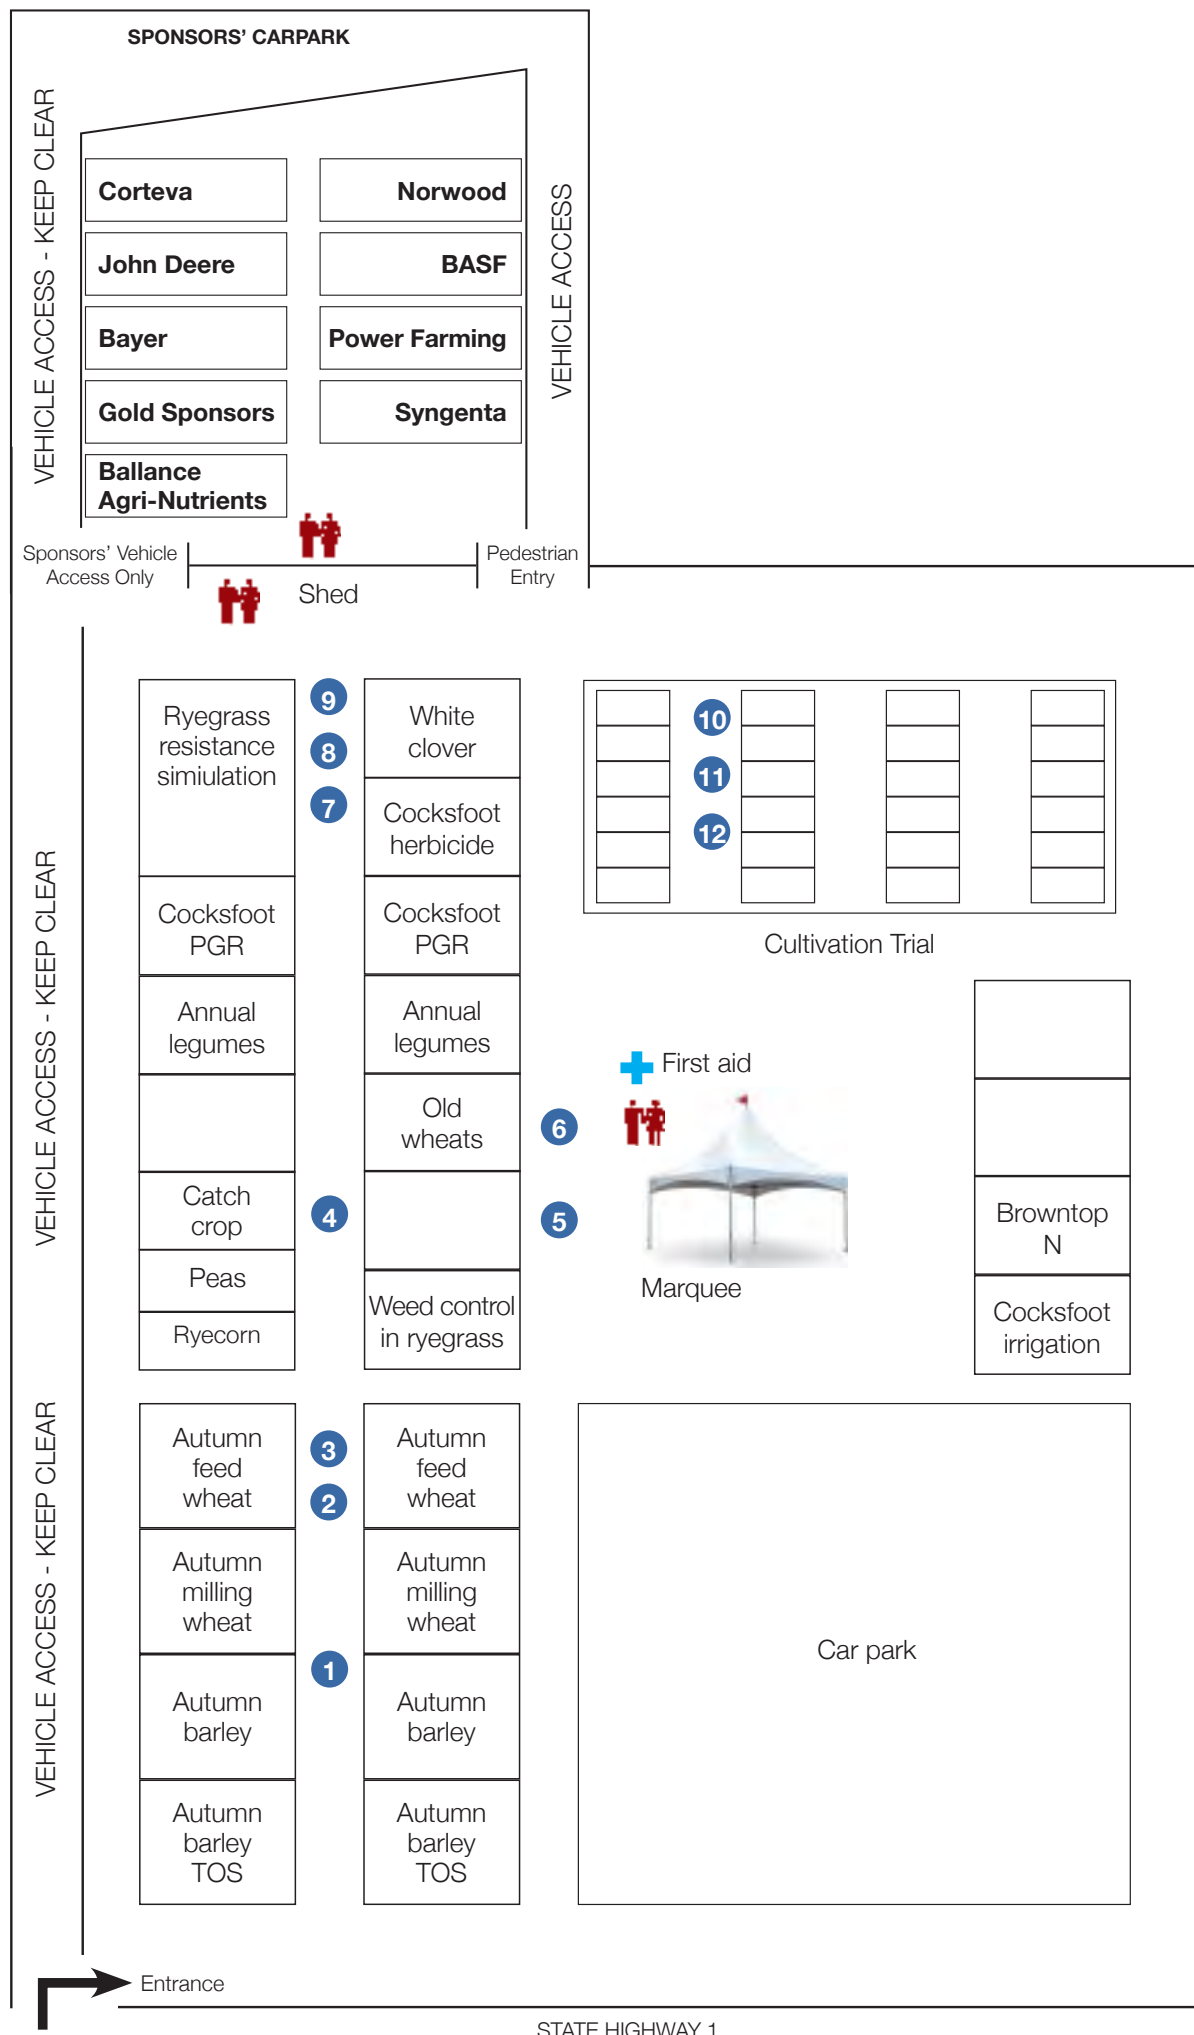 SPONSORS’ CARPARK
VEHICLE ACCESS - KEEP CLEAR
VEHICLE ACCESS
Corteva
Norwood
John Deere
BASF
Bayer
Power Farming
Gold Sponsors
Syngenta
Ballance
Agri-Nutrients
Sponsors’ Vehicle
Access Only
Pedestrian
Entry
Shed
VEHICLE ACCESS - KEEP CLEAR
Ryegrass
resistance
simiulation
9
8
7
White
clover
Cocksfoot
herbicide
10
11
12
Cultivation Trial
Cocksfoot
PGR
Cocksfoot
PGR
Annual
legumes
Annual
legumes
First aid
Old
wheats
6
Catch
crop
4
5
Marquee
Browntop
N
Peas
Ryecorn
Weed control
in ryegrass
Cocksfoot
irrigation
VEHICLE ACCESS - KEEP CLEAR
Autumn
feed
wheat
3
2
Autumn
feed
wheat
Autumn
milling
wheat
Autumn
milling
wheat
1
Car park
Autumn
barley
Autumn
barley
Autumn
barley
TOS
Autumn
barley
TOS
Entrance
STATE HIGHWAY 1